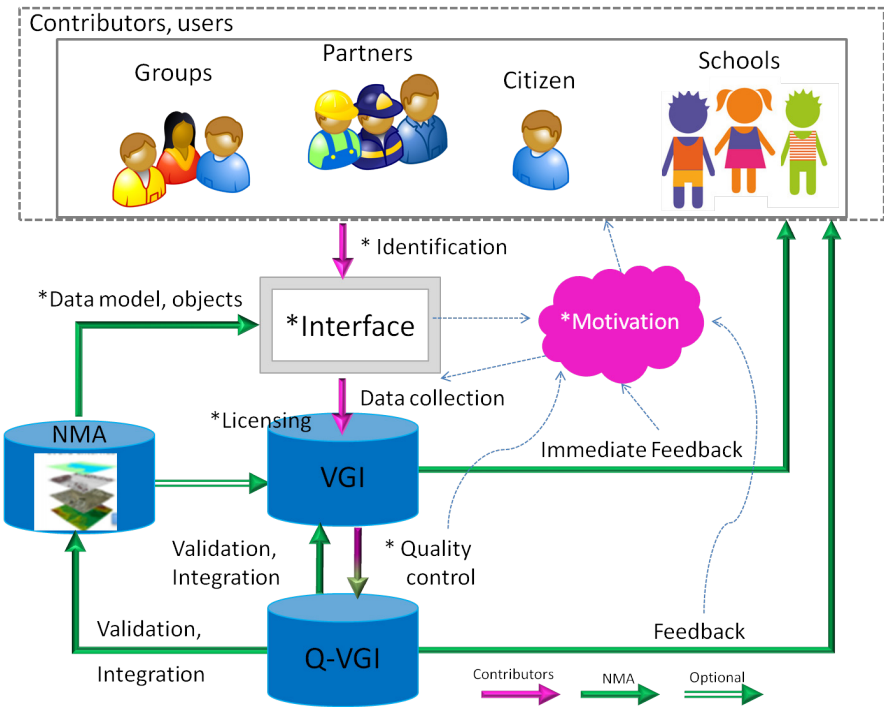 Contributors, users
Groups
Partners
Citizen
Schools
* Identification
*Data model, objects
*Interface
*Motivation
Data collection
*Licensing
NMA
VGI
Immediate Feedback
Validation,
Integration
* Quality
control
Validation,
Integration
Q-VGI
Feedback
Contributors
NMA
Optional